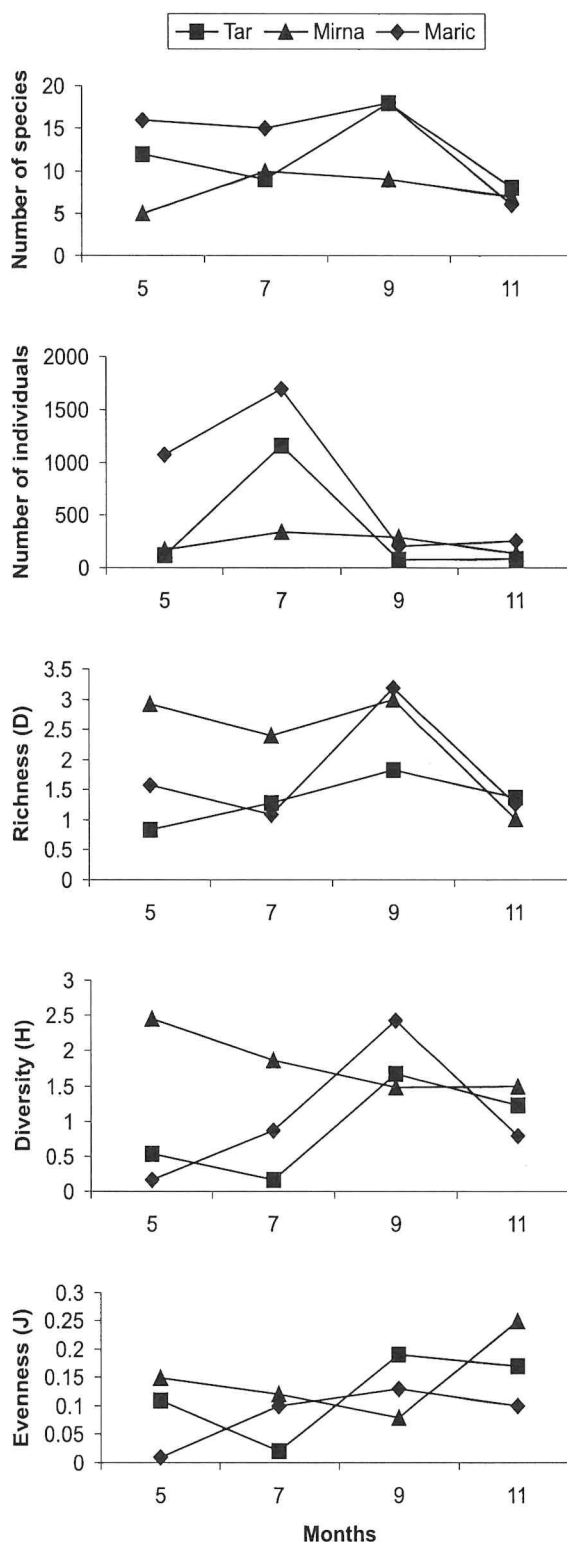 Tar Mirna Maric
Number of species
20
15
10
5
0
5 7 9 11
Number of individuals
2000
1500
1000
500
0
5 7 9 11
Richness (D)
3.5
3
2.5
2
1.5
1
0.5
0
5 7 9 11
Diversity (H)
3
2.5
2
1.5
1
0.5
0
5 7 9 11
Evenness (J)
0.3
0.25
0.2
0.15
0.1
0.05
0
5 7 9 11
Months